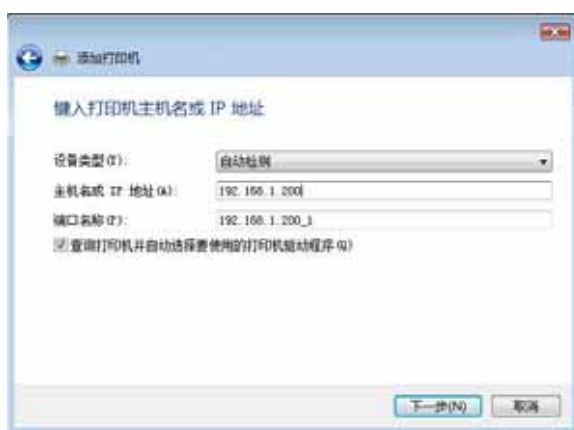 添加打印机
键入打印机主机名或 IP 地址
设备类型(T): 自动检测
主机名或 IP 地址(A): 192.168.1.200
端口名称(P): 192.168.1.200_1
查询打印机并自动选择要使用的打印机驱动程序(Q)
下一步(N) 取消